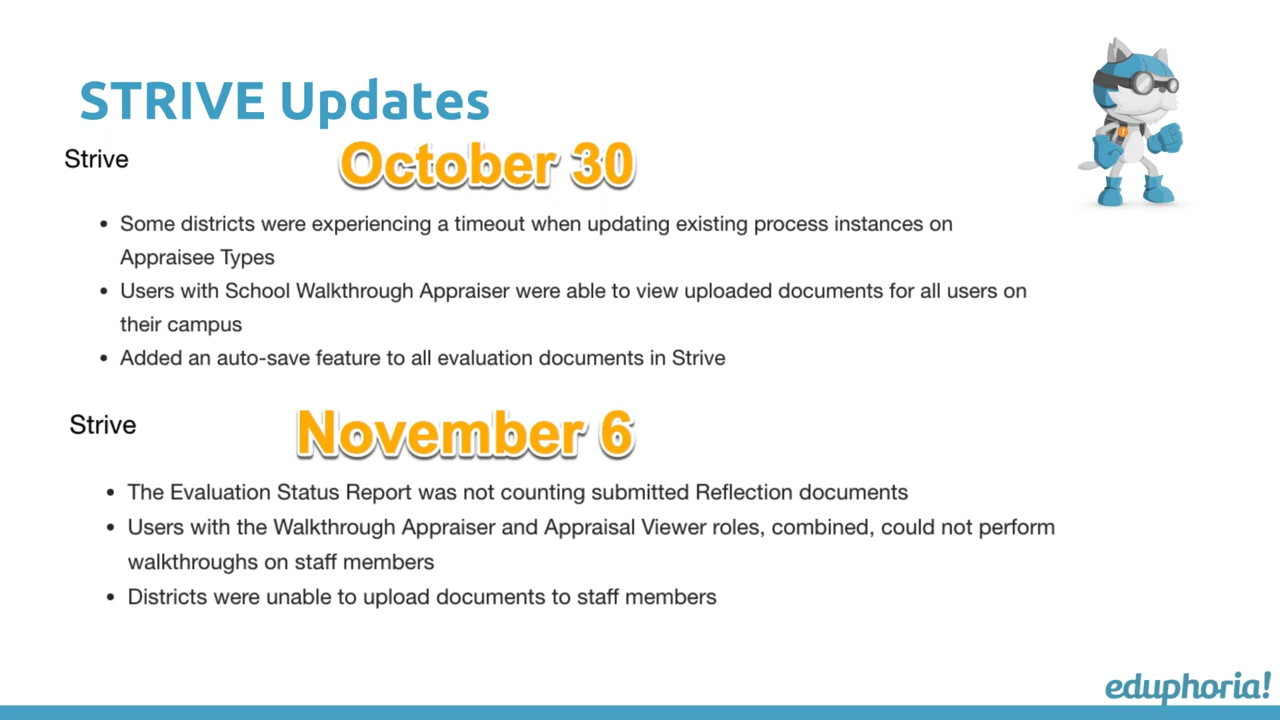 STRIVE Updates
Strive
October 30
• Some districts were experiencing a timeout when updating existing process instances on
Appraisee Types
• Users with School Walkthrough Appraiser were able to view uploaded documents for all users on
their campus
• Added an auto-save feature to all evaluation documents in Strive
Strive
November 6
• The Evaluation Status Report was not counting submitted Reflection documents
• Users with the Walkthrough Appraiser and Appraisal Viewer roles, combined, could not perform
walkthroughs on staff members
• Districts were unable to upload documents to staff members
eduphoria!